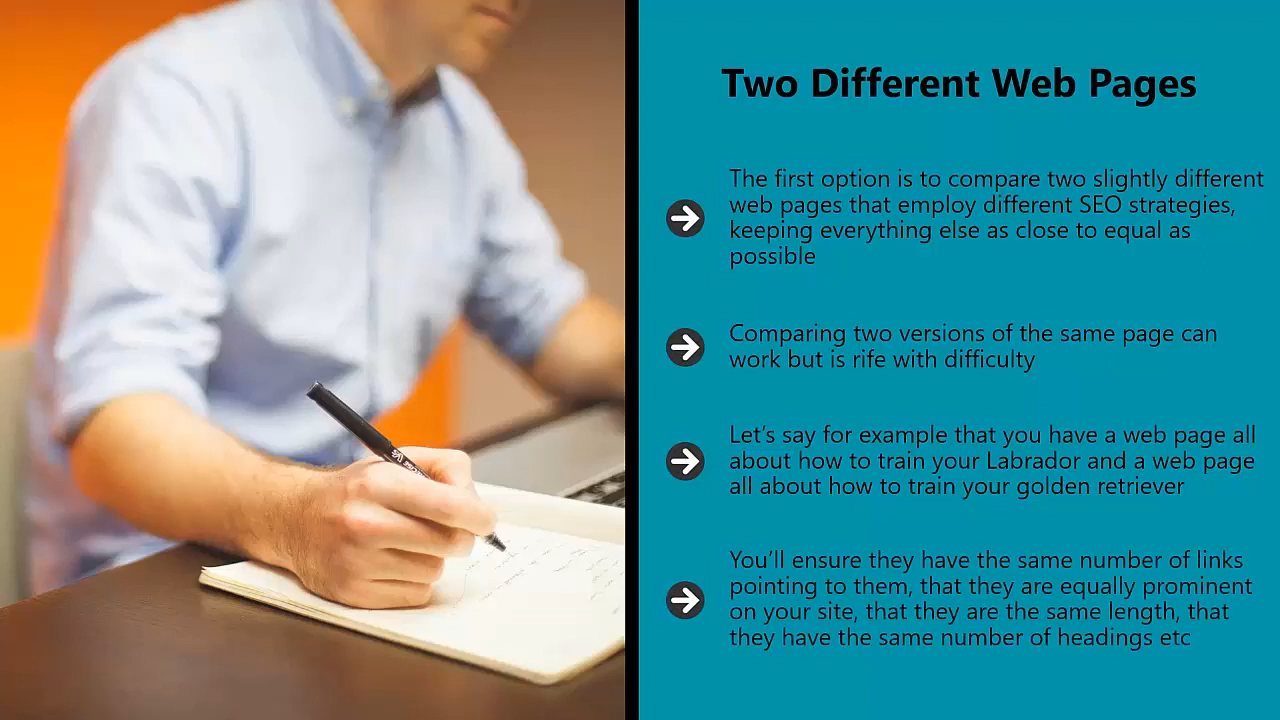 Two Different Web Pages
The first option is to compare two slightly different
web pages that employ different SEO strategies,
keeping everything else as close to equal as
possible
Comparing two versions of the same page can
work but is rife with difficulty
Let’s say for example that you have a web page all
about how to train your Labrador and a web page
all about how to train your golden retriever
You’ll ensure they have the same number of links
pointing to them, that they are equally prominent
on your site, that they are the same length, that
they have the same number of headings etc